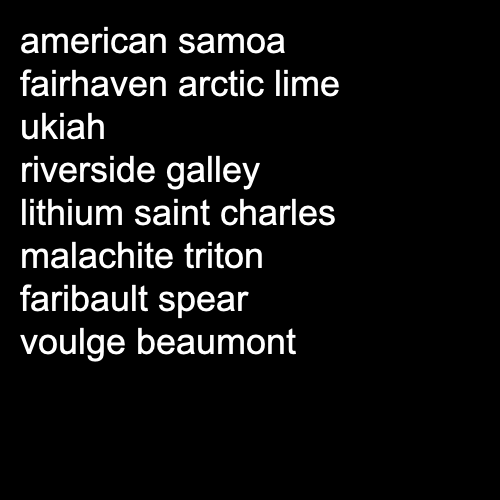 american samoa
fairhaven arctic lime
ukiah
riverside galley
lithium saint charles
malachite triton
faribault spear
voulge beaumont